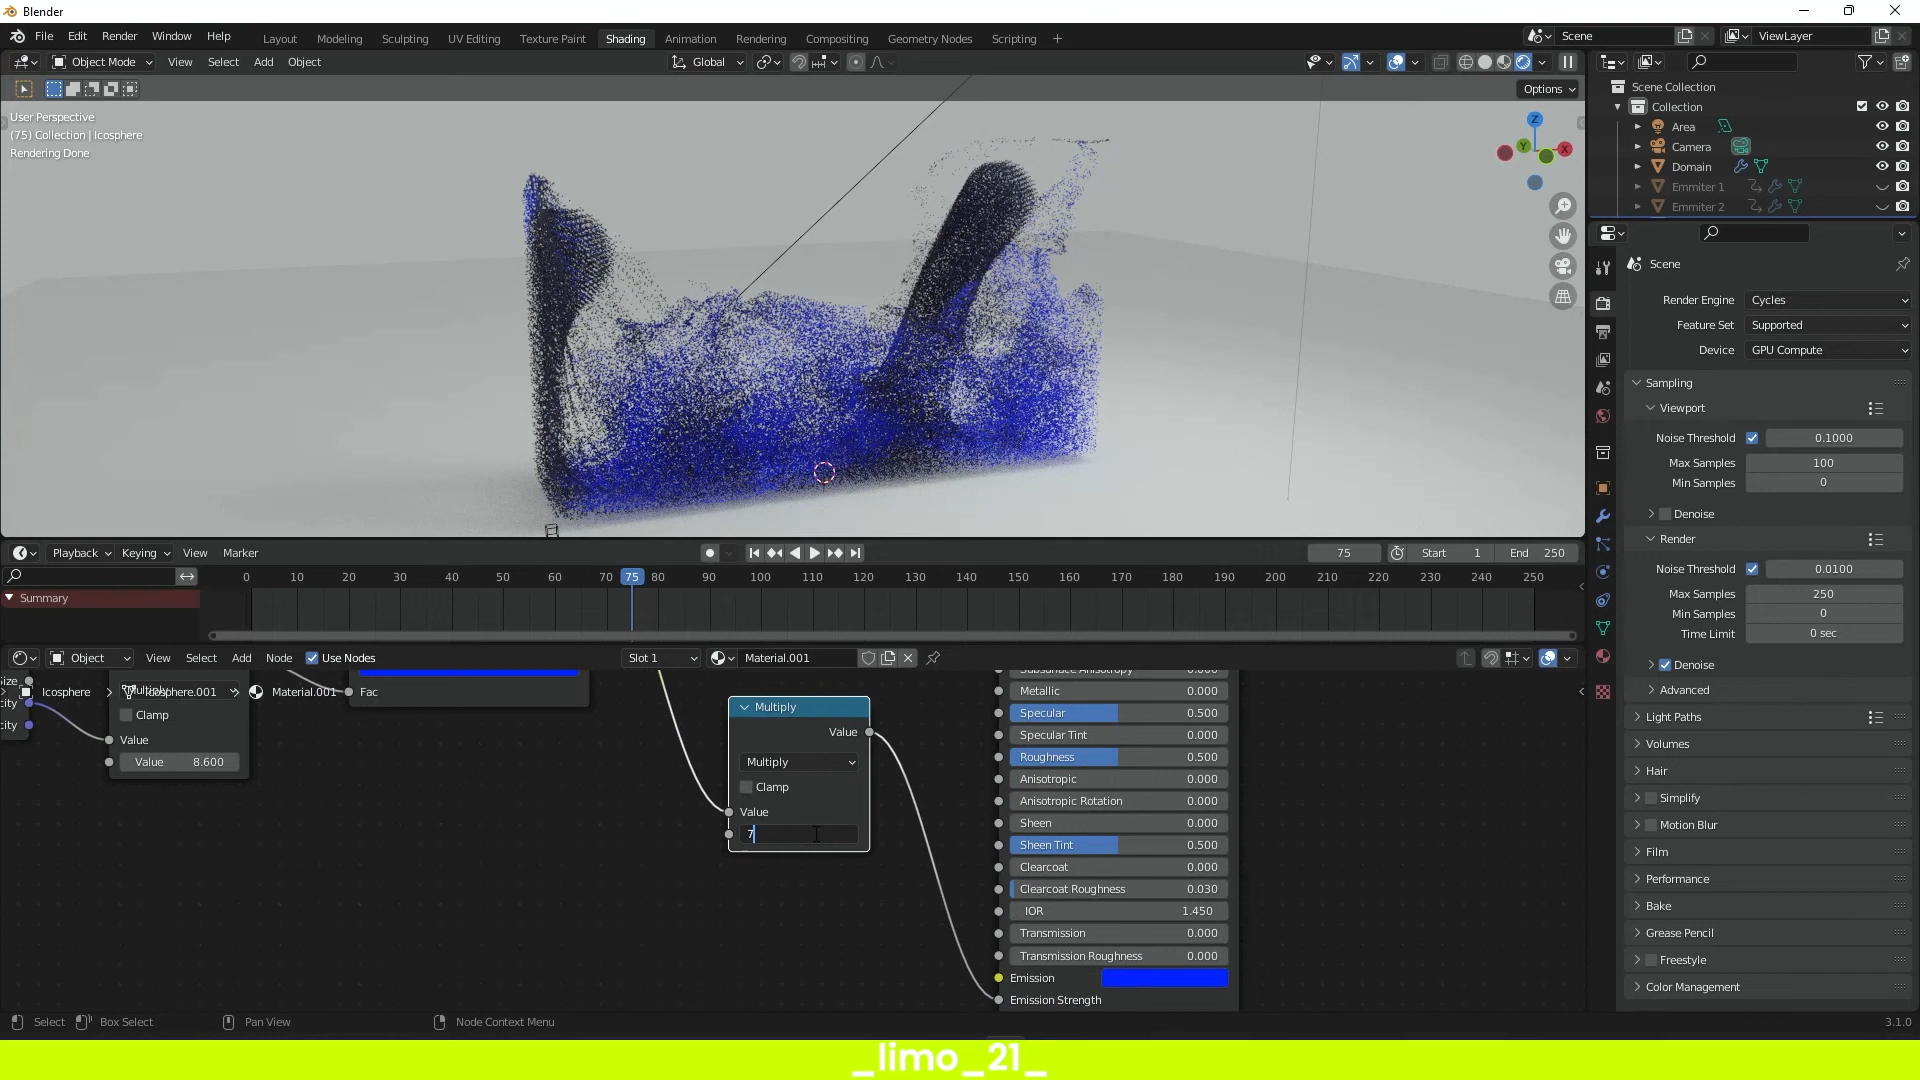 Blender
File Edit Render Window Help Layout Modeling Sculpting UV Editing Texture Paint Shading Animation Rendering Compositing Geometry Nodes Scripting + Scene ViewLayer
Object Mode View Select Add Object Global
Options
User Perspective
(75) Collection | Icosphere
Rendering Done
Z
Y
X
Scene Collection
Collection
Area
Camera
Domain
Emmiter 1
Emmiter 2
Scene
Render Engine Cycles
Feature Set Supported
Device GPU Compute
Sampling
Viewport
Noise Threshold 0.1000
Max Samples 100
Min Samples 0
Denoise
Render
Noise Threshold 0.0100
Max Samples 250
Min Samples 0
Time Limit 0 sec
Denoise
Advanced
Light Paths
Volumes
Hair
Simplify
Motion Blur
Film
Performance
Bake
Grease Pencil
Freestyle
Color Management
Playback Keying View Marker 75 Start 1 End 250
0 10 20 30 40 50 60 70 75 80 90 100 110 120 130 140 150 160 170 180 190 200 210 220 230 240 250
Summary
Object View Select Add Node Use Nodes Slot 1 Material.001
Icosphere Icosphere.001 Material.001
Multiply
Size
city
city
Clamp
Value
Value 8.600
Fac
Multiply
Value
Multiply
Clamp
Value
7
Subsurface Anisotropy 0.000
Metallic 0.000
Specular 0.500
Specular Tint 0.000
Roughness 0.500
Anisotropic 0.000
Anisotropic Rotation 0.000
Sheen 0.000
Sheen Tint 0.500
Clearcoat 0.000
Clearcoat Roughness 0.030
IOR 1.450
Transmission 0.000
Transmission Roughness 0.000
Emission
Emission Strength
Select Box Select Pan View Node Context Menu 3.1.0
_limo_21_